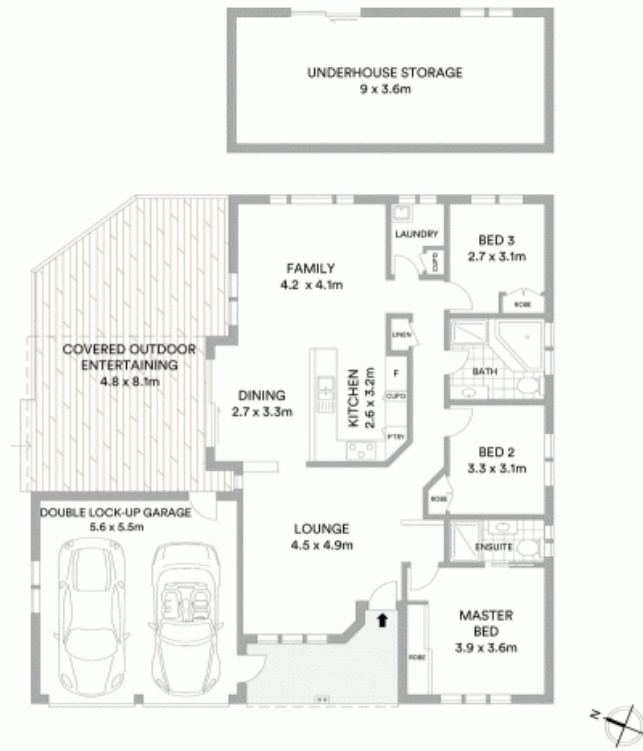 UNDERHOUSE STORAGE
9 x 3.6m
LAUNDRY
CUP'D
BED 3
2.7 x 3.1m
ROBE
FAMILY
4.2 x 4.1m
LINEN
BATH
COVERED OUTDOOR
ENTERTAINING
4.8 x 8.1m
DINING
2.7 x 3.3m
KITCHEN
2.6 x 3.2m
F
CUP'D
P'TRY
BED 2
3.3 x 3.1m
ROBE
DOUBLE LOCK-UP GARAGE
5.6 x 5.5m
LOUNGE
4.5 x 4.9m
ENSUITE
MASTER
BED
3.9 x 3.6m
ROBE
N